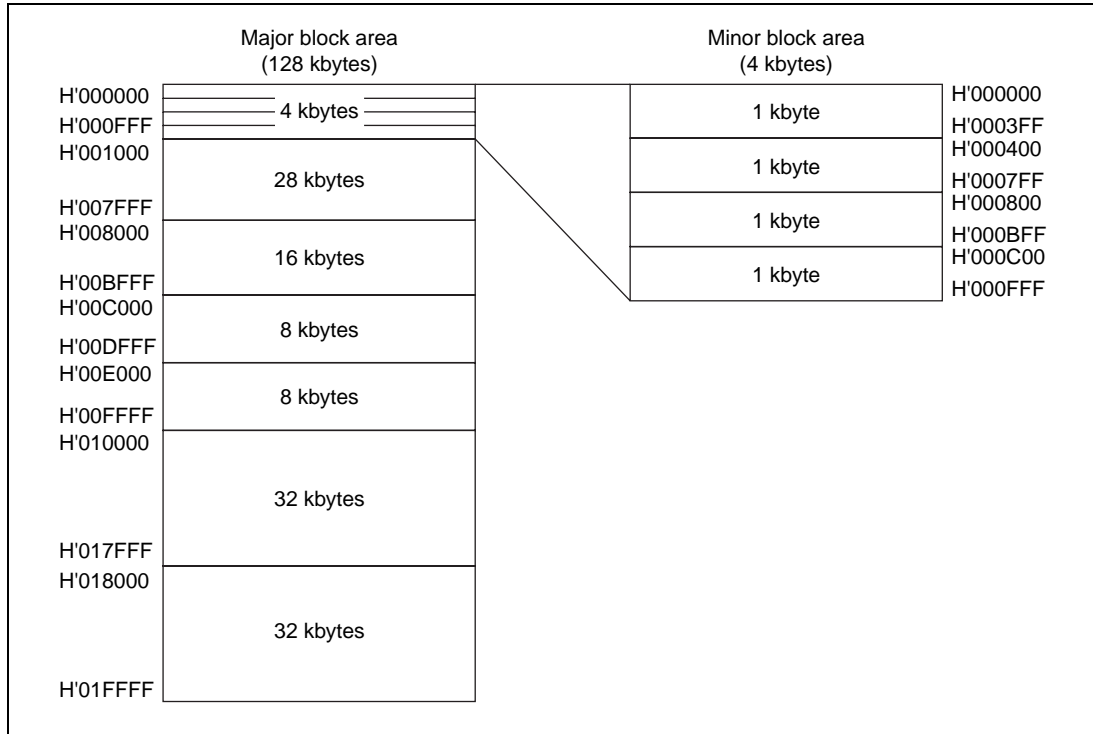 Major block area
(128 kbytes)
H'000000
4 kbytes
H'000FFF
H'001000
28 kbytes
H'007FFF
H'008000
16 kbytes
H'00BFFF
H'00C000
8 kbytes
H'00DFFF
H'00E000
8 kbytes
H'00FFFF
H'010000
32 kbytes
H'017FFF
H'018000
32 kbytes
H'01FFFF
Minor block area
(4 kbytes)
H'000000
1 kbyte
H'0003FF
H'000400
1 kbyte
H'0007FF
H'000800
1 kbyte
H'000BFF
H'000C00
1 kbyte
H'000FFF